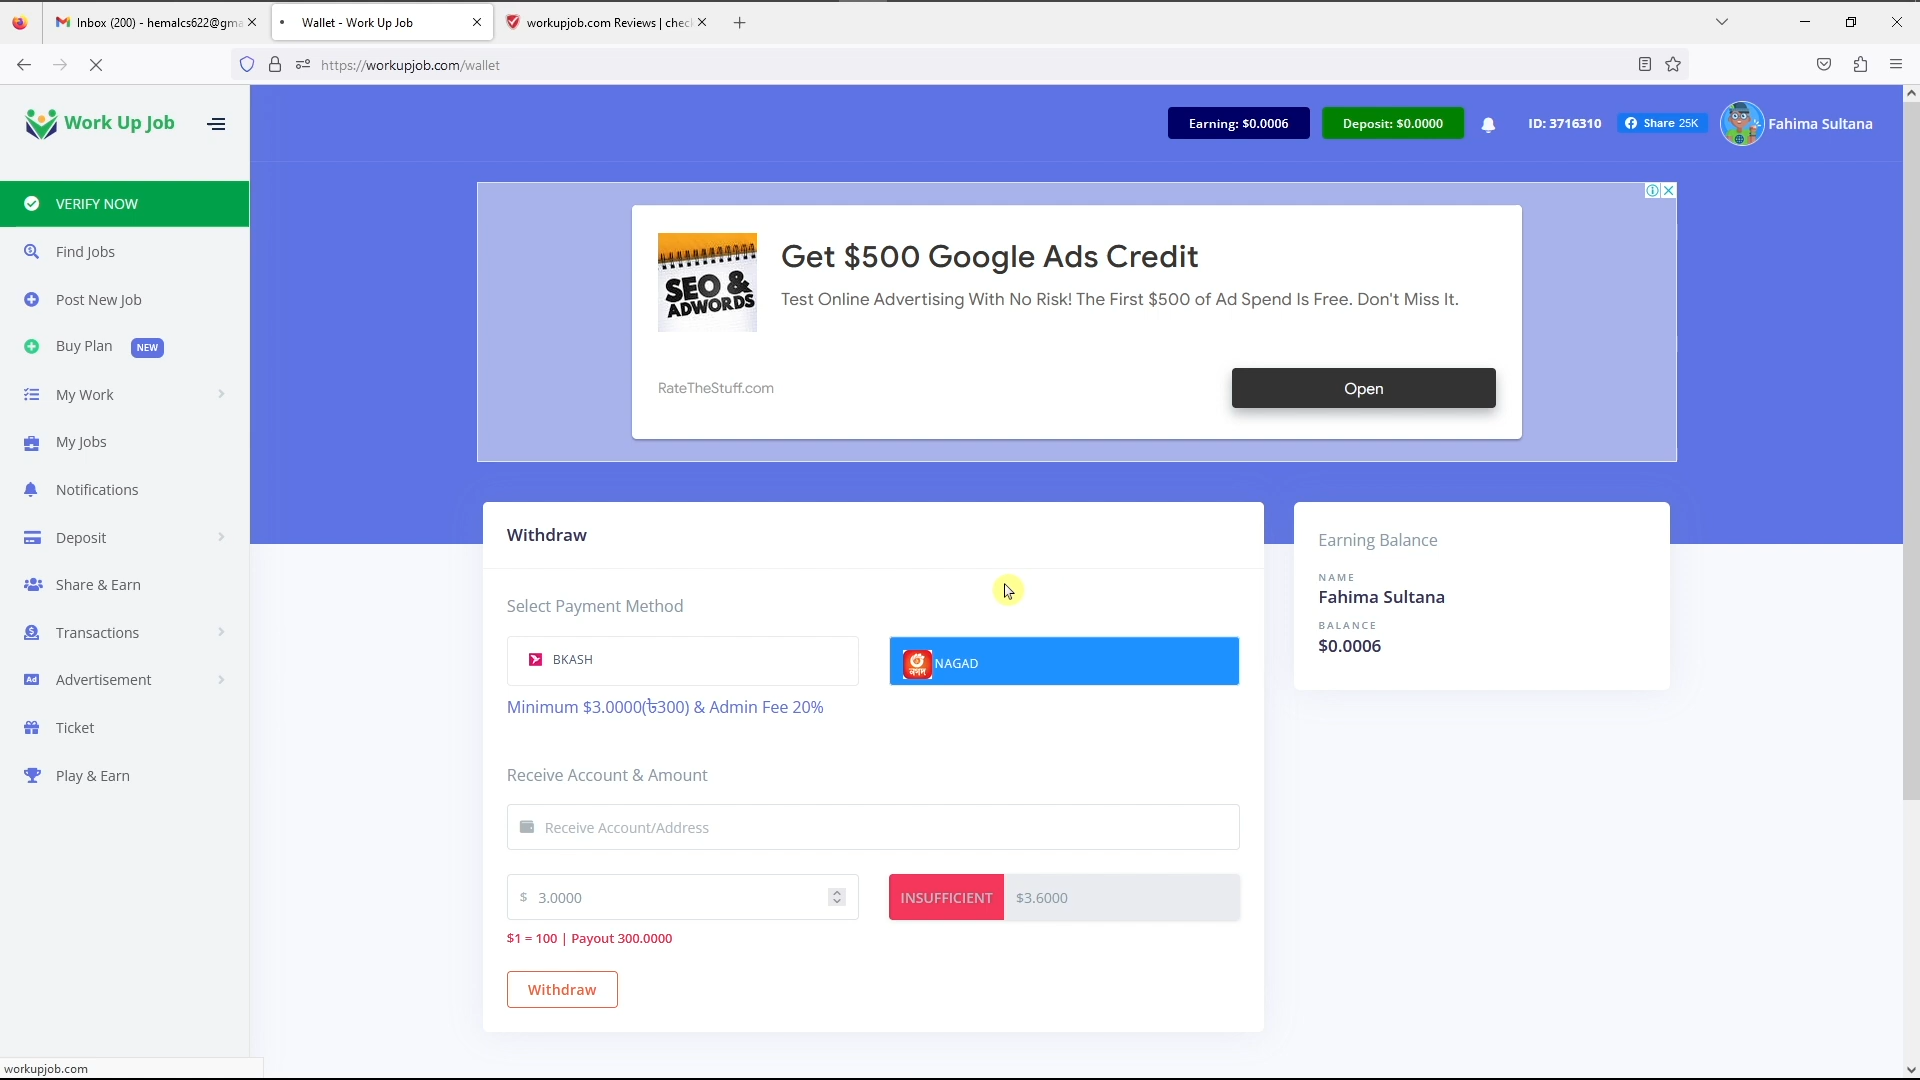 Inbox (200) - hemalcs622@gma
Wallet - Work Up Job
workupjob.com Reviews | chec
https://workupjob.com/wallet
Work Up Job
Earning: $0.0006
Deposit: $0.0000
ID: 3716310
Share 25K
Fahima Sultana
VERIFY NOW
Find Jobs
Post New Job
Buy Plan NEW
My Work
My Jobs
Notifications
Deposit
Share & Earn
Transactions
Ad Advertisement
Ticket
Play & Earn
SEO &
ADWORDS
Get $500 Google Ads Credit
Test Online Advertising With No Risk! The First $500 of Ad Spend Is Free. Don't Miss It.
RateTheStuff.com
Open
Withdraw
Select Payment Method
BKASH
নগদ NAGAD
Minimum $3.0000(৳300) & Admin Fee 20%
Receive Account & Amount
Receive Account/Address
$ 3.0000
INSUFFICIENT $3.6000
$1 = 100 | Payout 300.0000
Withdraw
Earning Balance
NAME
Fahima Sultana
BALANCE
$0.0006
workupjob.com